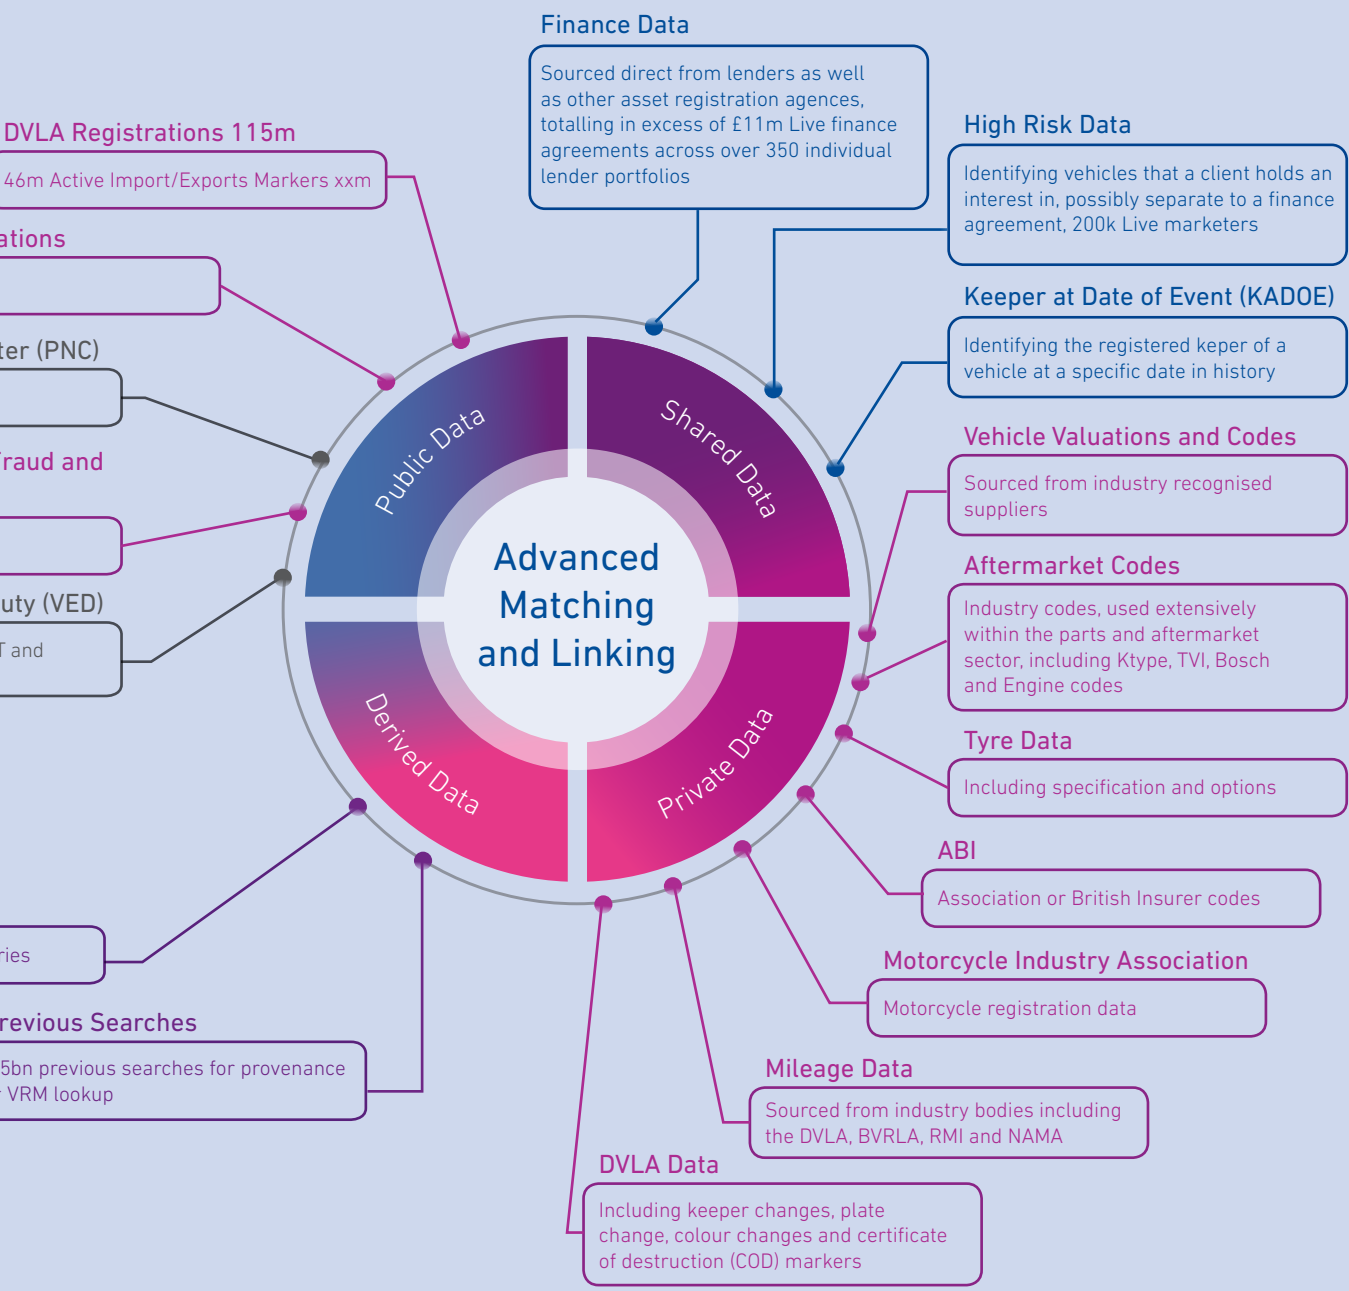 Finance Data
Sourced direct from lenders as well
as other asset registration agences,
totalling in excess of £11m Live finance
agreements across over 350 individual
lender portfolios
DVLA Registrations 115m
46m Active Import/Exports Markers xxm
ations
ter (PNC)
raud and
uty (VED)
T and
ries
revious Searches
5bn previous searches for provenance
VRM lookup
High Risk Data
Identifying vehicles that a client holds an
interest in, possibly separate to a finance
agreement, 200k Live marketers
Keeper at Date of Event (KADOE)
Identifying the registered keper of a
vehicle at a specific date in history
Vehicle Valuations and Codes
Sourced from industry recognised
suppliers
Aftermarket Codes
Industry codes, used extensively
within the parts and aftermarket
sector, including Ktype, TVI, Bosch
and Engine codes
Tyre Data
Including specification and options
ABI
Association or British Insurer codes
Motorcycle Industry Association
Motorcycle registration data
Mileage Data
Sourced from industry bodies including
the DVLA, BVRLA, RMI and NAMA
DVLA Data
Including keeper changes, plate
change, colour changes and certificate
of destruction (COD) markers
Public Data
Shared Data
Derived Data
Private Data
Advanced
Matching
and Linking